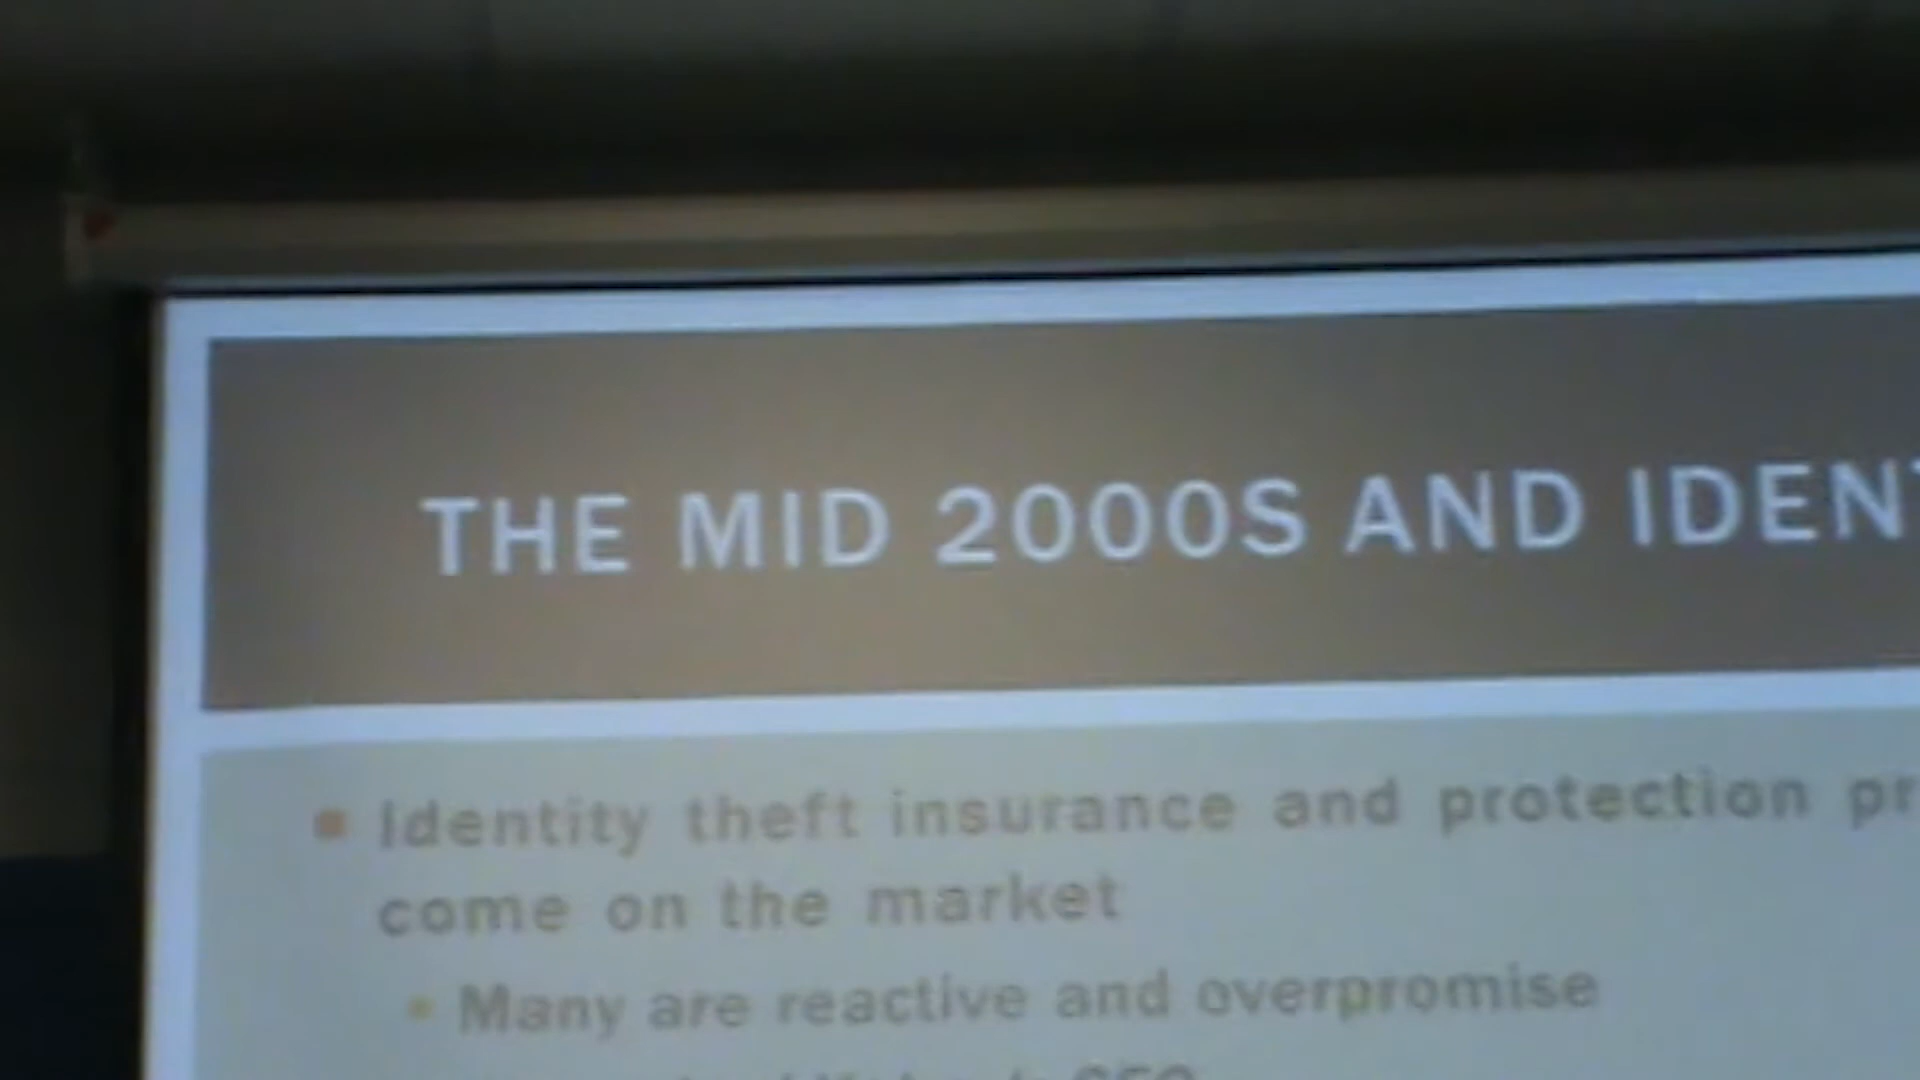 THE MID 2000S AND IDENT
Identity theft insurance and protection pr
come on the market
Many are reactive and overpromise